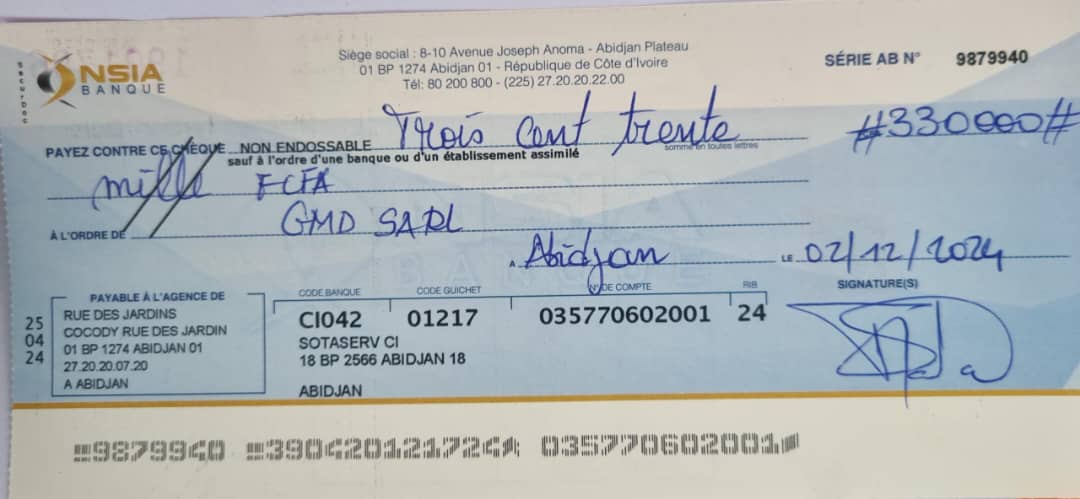 Securdoc
NSIA
BANQUE
Siège social : 8-10 Avenue Joseph Anoma - Abidjan Plateau
01 BP 1274 Abidjan 01 - République de Côte d'Ivoire
Tél: 80 200 800 - (225) 27.20.20.22.00
SÉRIE AB N° 9879940
PAYEZ CONTRE CE CHÈQUE NON ENDOSSABLE Trois cent trente #330000#
sauf à l'ordre d'une banque ou d'un établissement assimilé somme en toutes lettres
mille FCFA
À L'ORDRE DE GMD SARL
A Abidjan LE 02/12/2024
PAYABLE À L'AGENCE DE
RUE DES JARDINS
COCODY RUE DES JARDIN
01 BP 1274 ABIDJAN 01
27.20.20.07.20
A ABIDJAN
25
04
24
CODE BANQUE CODE GUICHET N° DE COMPTE RIB
CI042 01217 035770602001 24
SOTASERV CI
18 BP 2566 ABIDJAN 18
ABIDJAN
SIGNATURE(S)
9879940 390420121724 035770602001